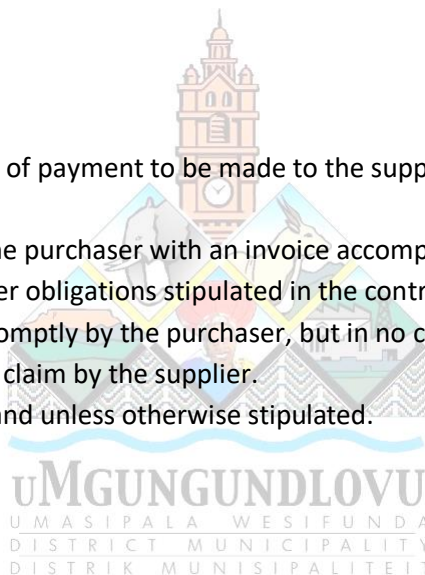 of payment to be made to the supp
he purchaser with an invoice accomp
er obligations stipulated in the contr
omptly by the purchaser, but in no c
claim by the supplier.
and unless otherwise stipulated.
uMGUNGUNDLOVU
UMASIPALA WESIFUNDA
DISTRICT MUNICIPALITY
DISTRIK MUNISIPALITEIT